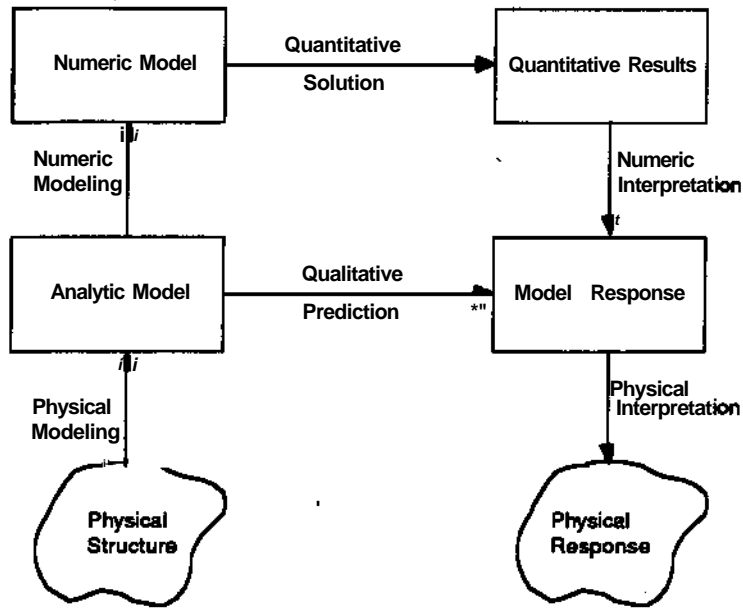 Numeric Model
Quantitative
Solution
Quantitative Results
Numeric
Modeling
Numeric
Interpretation
Analytic Model
Qualitative
Prediction
Model Response
Physical
Modeling
Physical
Interpretation
Physical
Structure
Physical
Response